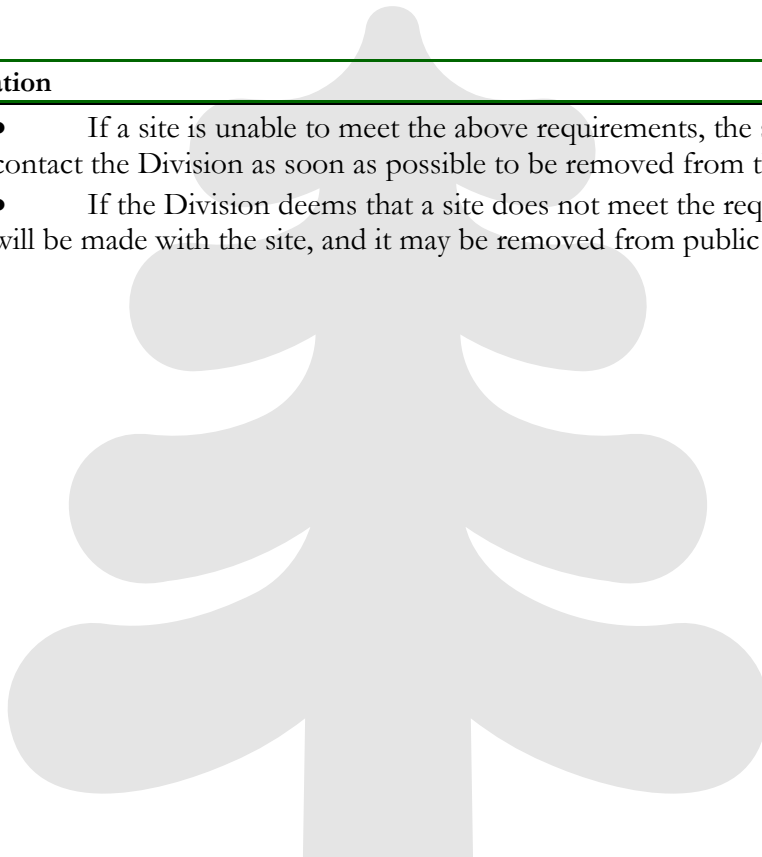 ation
• If a site is unable to meet the above requirements, the
contact the Division as soon as possible to be removed from
• If the Division deems that a site does not meet the
will be made with the site, and it may be removed from public